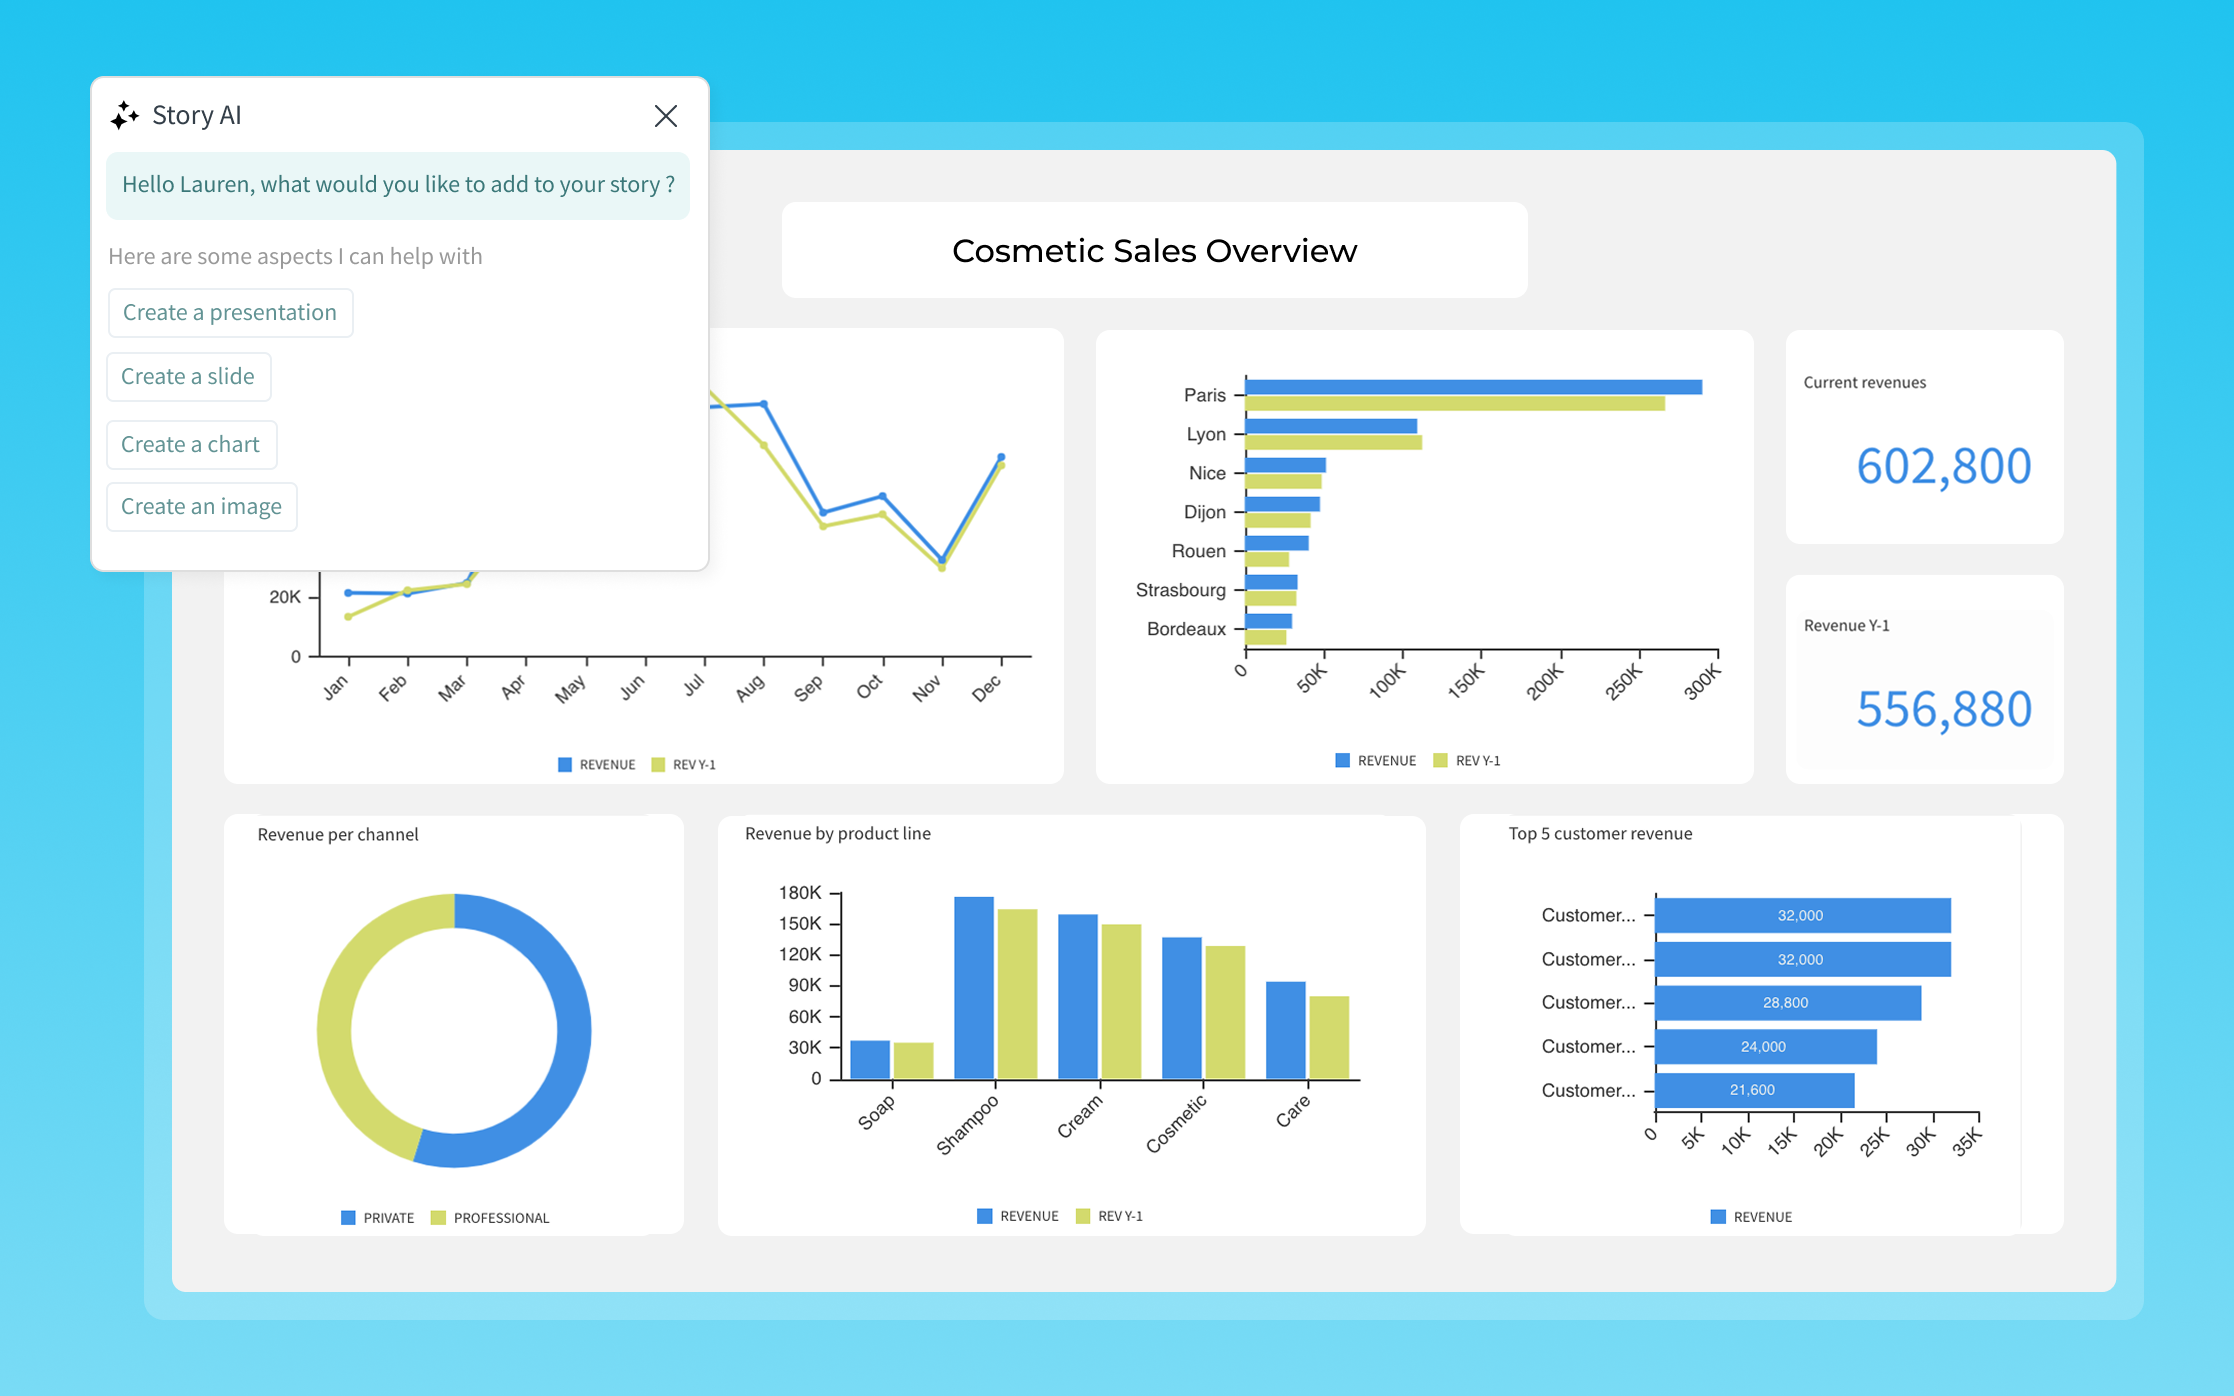 Story AI
Hello Lauren, what would you like to add to your story ?
Here are some aspects I can help with
Create a presentation
Create a slide
Create a chart
Create an image
Cosmetic Sales Overview
20K
0
Jan Feb Mar Apr May Jun Jul Aug Sep Oct Nov Dec
REVENUE REV Y-1
Paris
Lyon
Nice
Dijon
Rouen
Strasbourg
Bordeaux
0 50K 100K 150K 200K 250K 300K
REVENUE REV Y-1
Current revenues
602,800
Revenue Y-1
556,880
Revenue per channel
PRIVATE PROFESSIONAL
Revenue by product line
180K
150K
120K
90K
60K
30K
0
Soap Shampoo Cream Cosmetic Care
REVENUE REV Y-1
Top 5 customer revenue
Customer... 32,000
Customer... 32,000
Customer... 28,800
Customer... 24,000
Customer... 21,600
0 5K 10K 15K 20K 25K 30K 35K
REVENUE